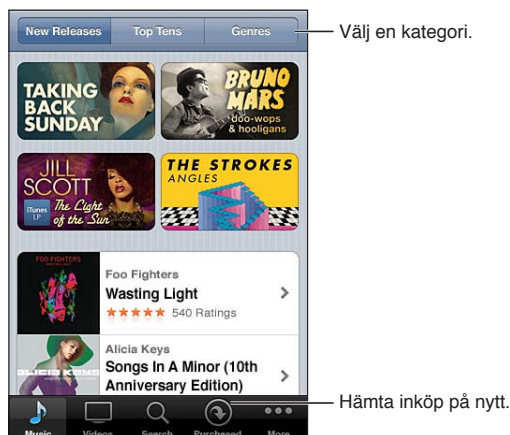 New Releases
Top Tens
Genres
Välj en kategori.
TAKING
BACK
SUNDAY
BRUNO
MARS
doo-wops
& hooligans
JILL
SCOTT
iTunes
LP
The Light
of the Sun
THE STROKES
ANGLES
FOO FIGHTERS
Foo Fighters
Wasting Light
540 Ratings
ALICIA KEYS
Alicia Keys
Songs In A Minor (10th
Anniversary Edition)
Hämta inköp på nytt.
Music
Videos
Search
Purchased
More